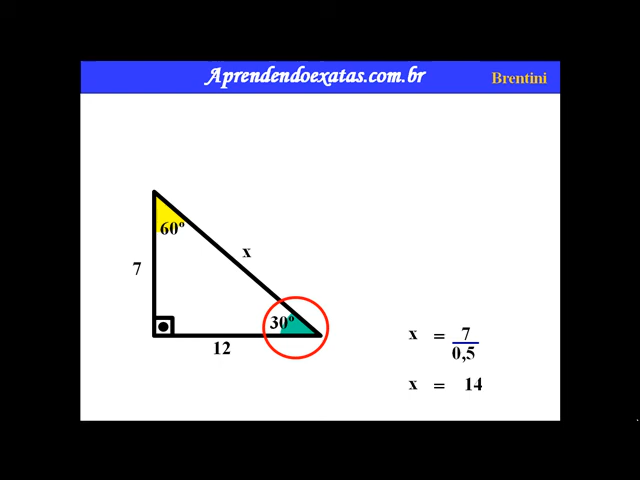 Aprendendoexatas.com.br
Brentini
60º
x
7
30º
12
x = 7
0,5
x = 14